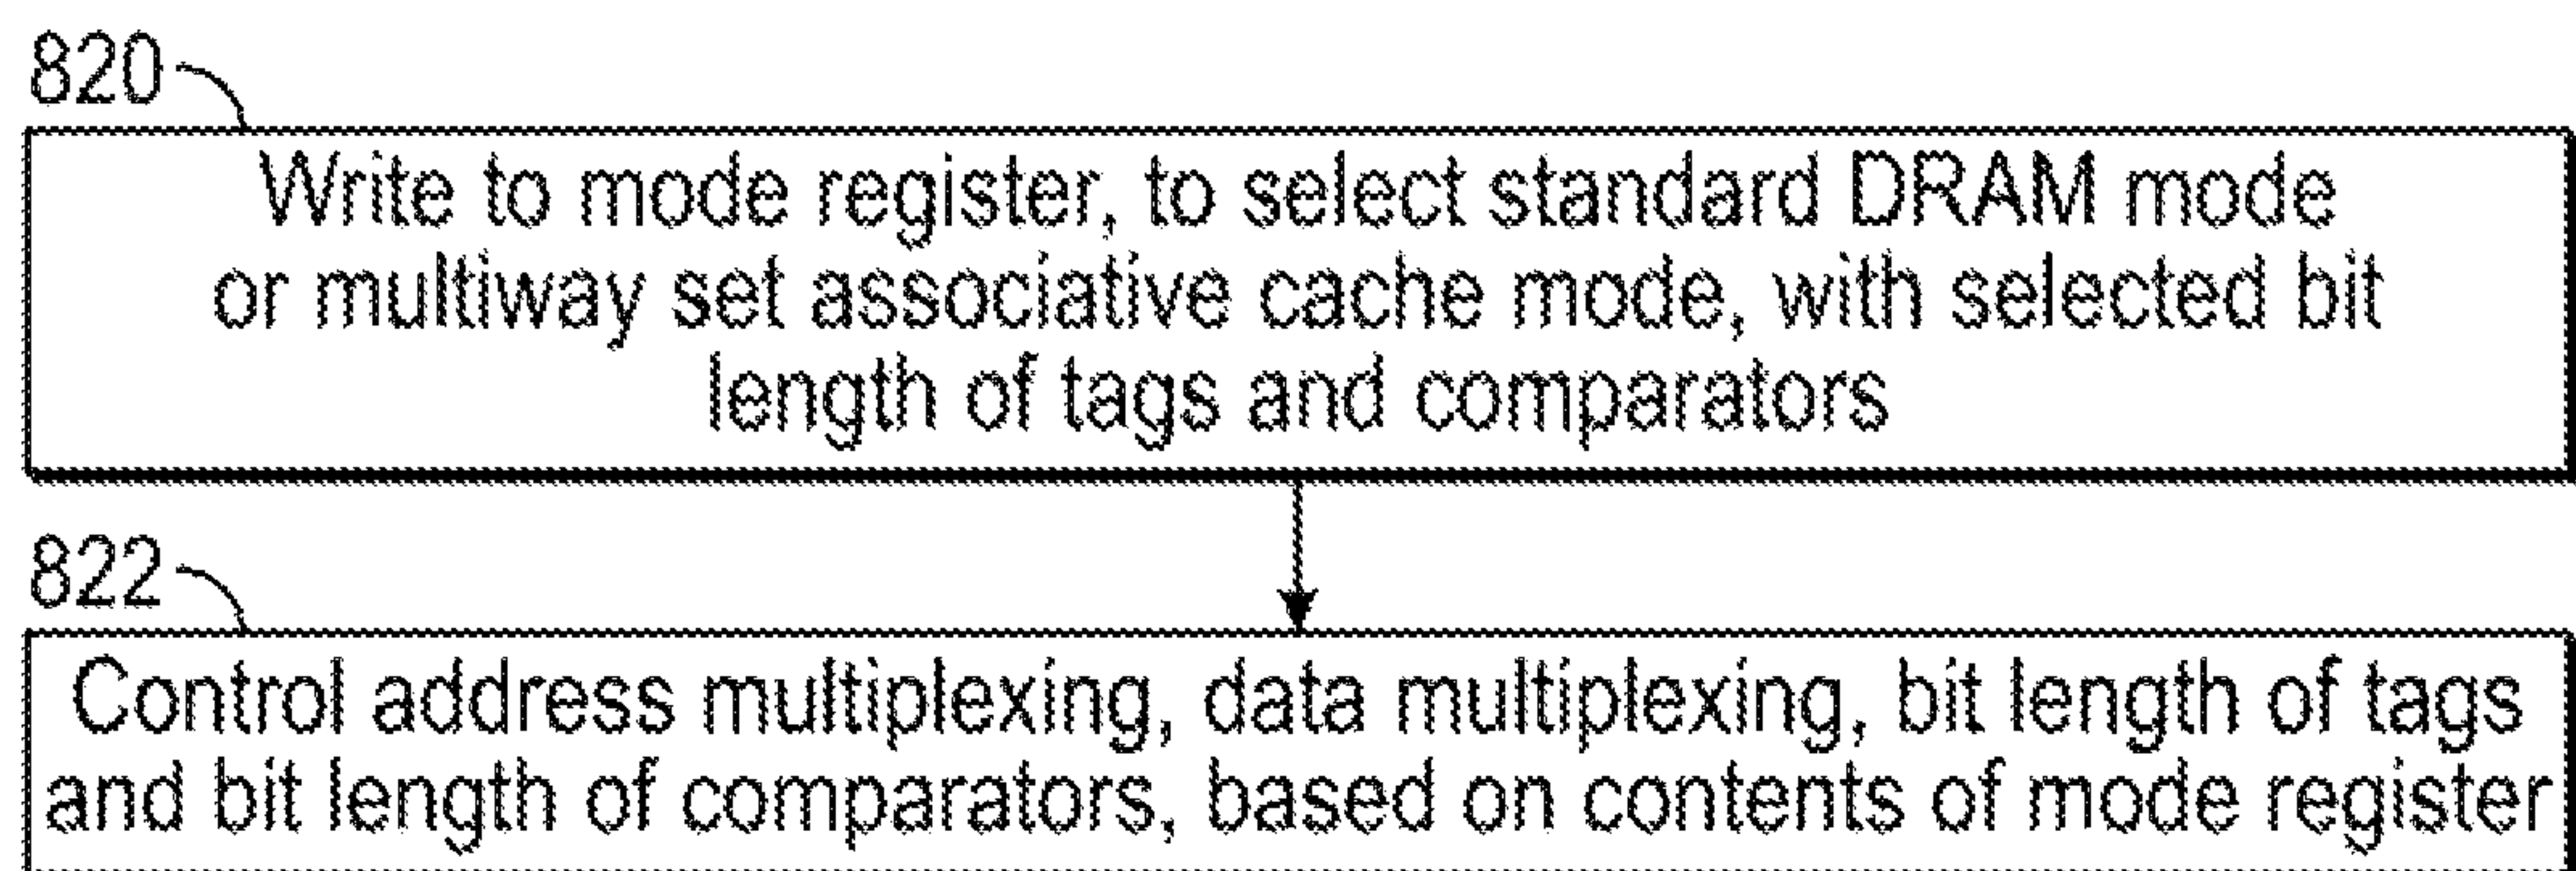 820
Write to mode register, to select standard DRAM mode
or multiway set associative cache mode, with selected bit
length of tags and comparators
822
Control address multiplexing, data multiplexing, bit length of tags
and bit length of comparators, based on contents of mode register